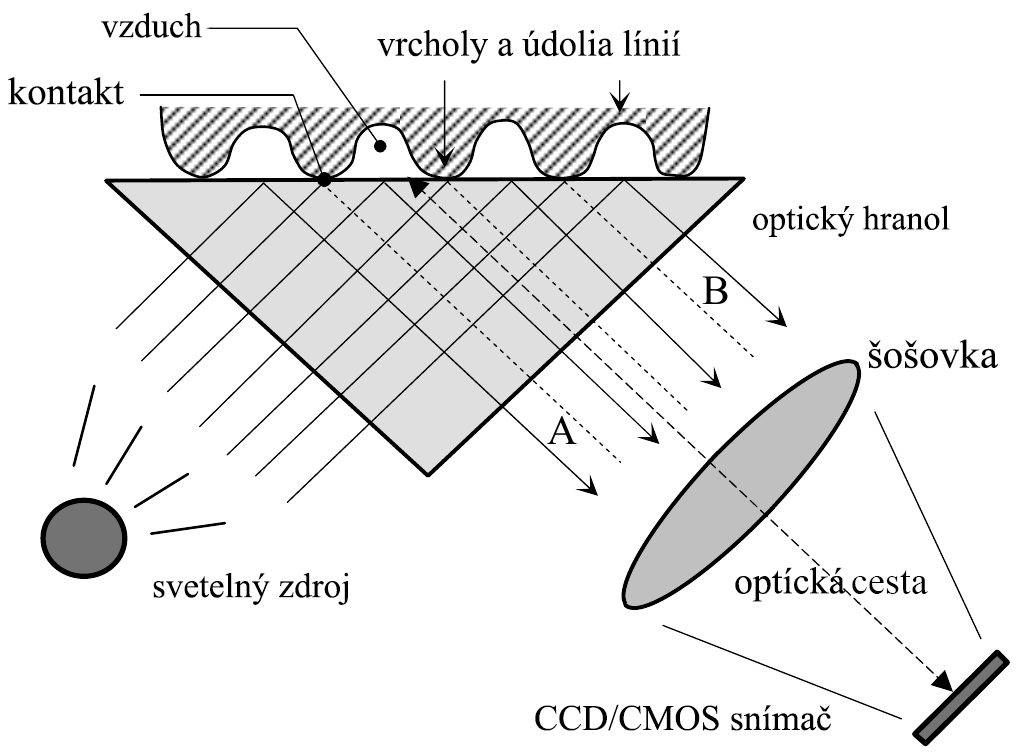 vzduch
vrcholy a údolia línií
kontakt
optický hranol
B
šošovka
A
svetelný zdroj
optícká cesta
CCD/CMOS snímač